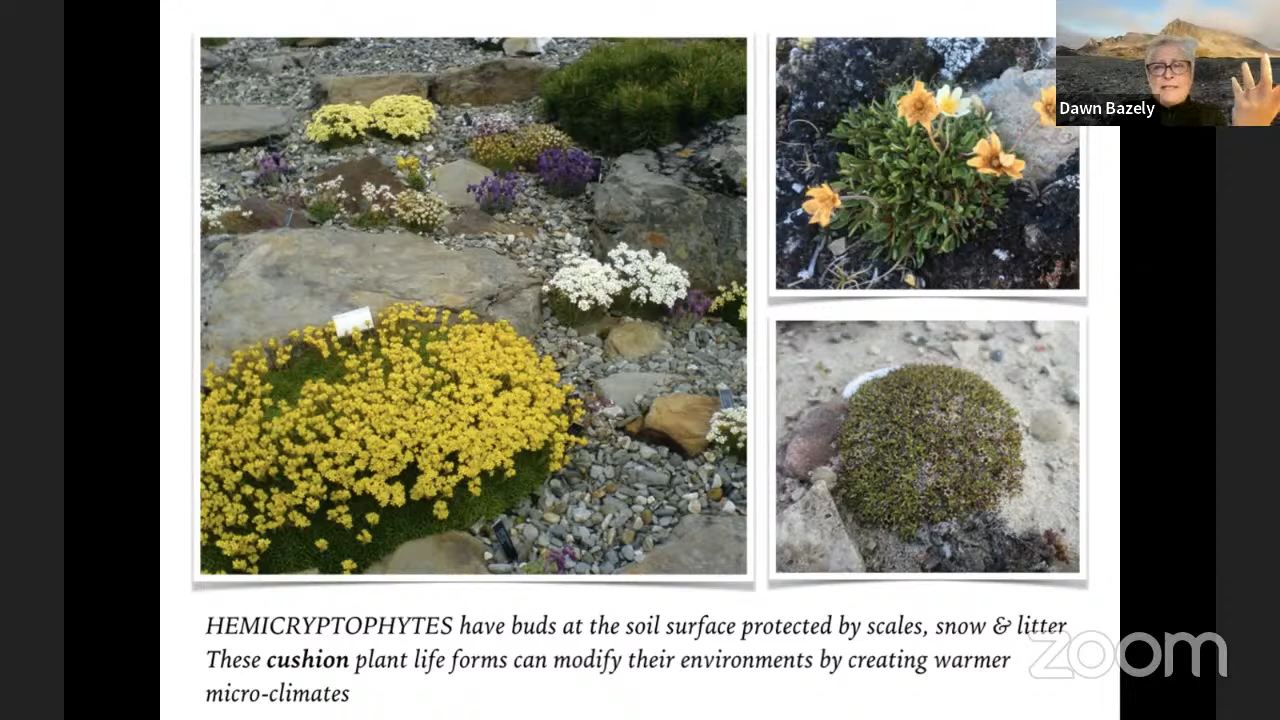 Dawn Bazely
HEMICRYPTOPHYTES have buds at the soil surface protected by scales, snow & litter
These cushion plant life forms can modify their environments by creating warmer
micro-climates
zoom